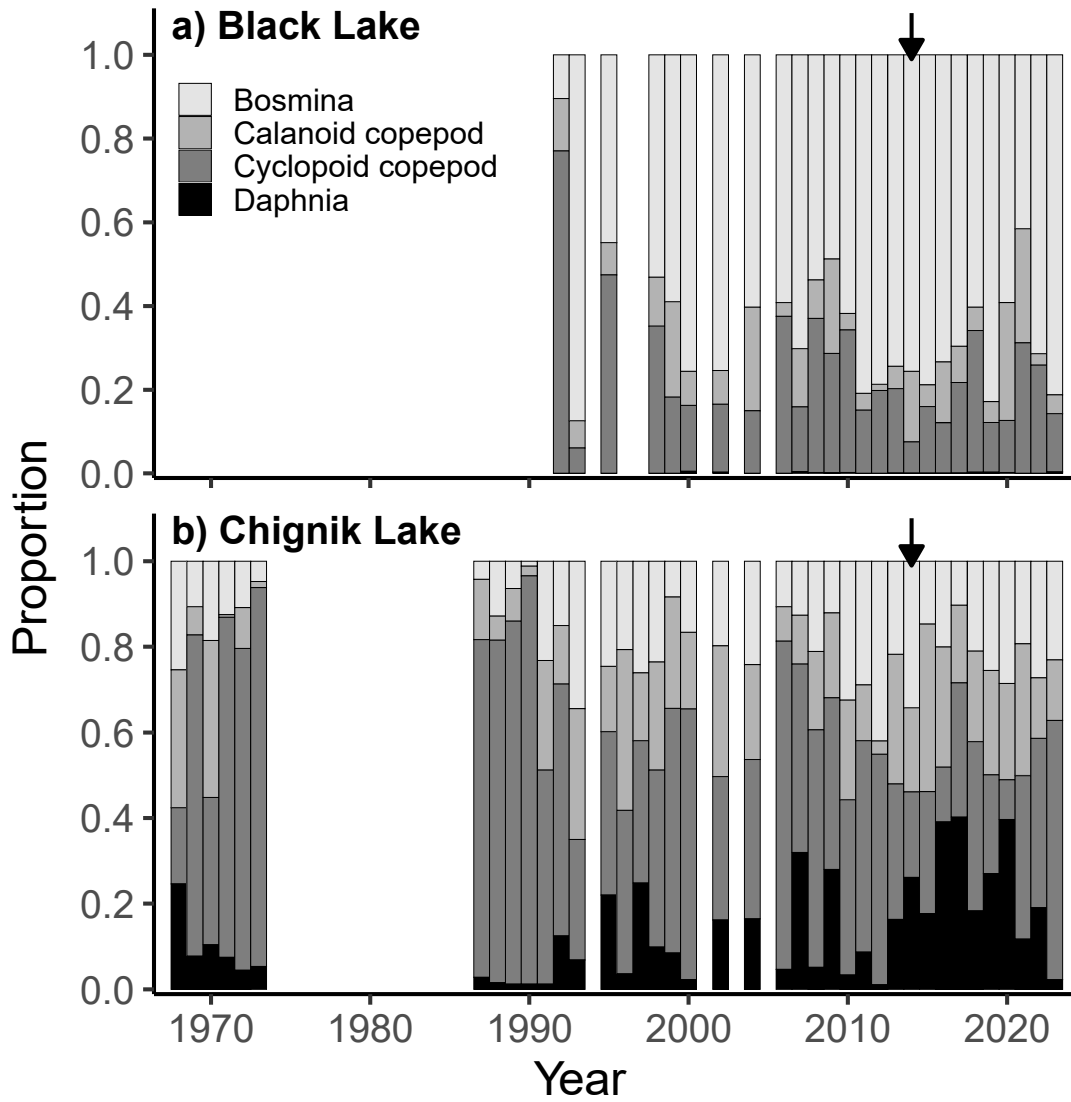 a) Black Lake
1.0
Bosmina
Calanoid copepod
0.8
Cyclopoid copepod
Daphnia
0.6
0.4
0.2
0.0
Proportion
b) Chignik Lake
1.0
0.8
0.6
0.4
0.2
0.0
1970 1980 1990 2000 2010 2020
Year